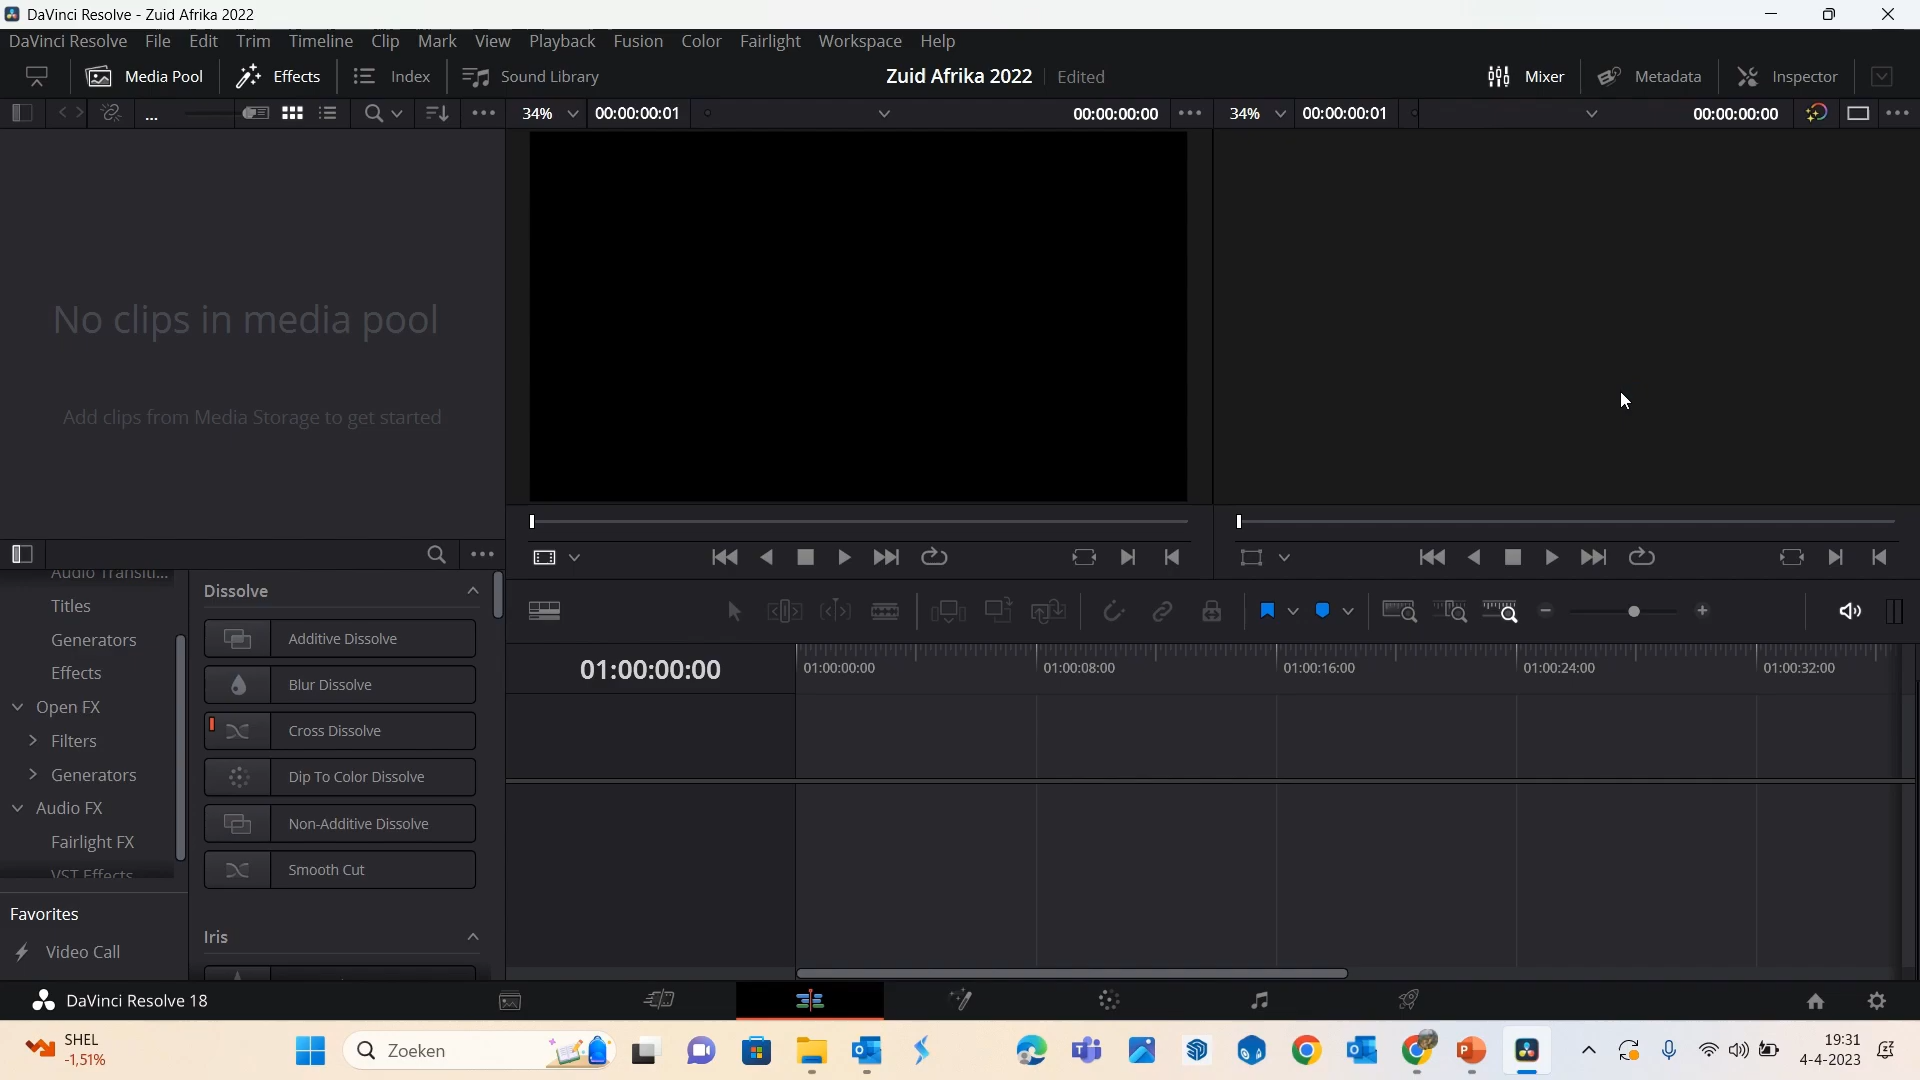 DaVinci Resolve - Zuid Afrika 2022
DaVinci Resolve File Edit Trim Timeline Clip Mark View Playback Fusion Color Fairlight Workspace Help
Media Pool Effects Index Sound Library Zuid Afrika 2022 Edited Mixer Metadata Inspector
... 34% 00:00:00:01 00:00:00:00 34% 00:00:00:01 00:00:00:00
No clips in media pool
Add clips from Media Storage to get started
Audio Transiti...
Titles
Generators
Effects
Open FX
Filters
Generators
Audio FX
Fairlight FX
VST Effects
Favorites
Video Call
Dissolve
Additive Dissolve
Blur Dissolve
Cross Dissolve
Dip To Color Dissolve
Non-Additive Dissolve
Smooth Cut
Iris
01:00:00:00
01:00:00:00 01:00:08:00 01:00:16:00 01:00:24:00 01:00:32:00
DaVinci Resolve 18
SHEL
-1,51%
Zoeken
19:31
4-4-2023